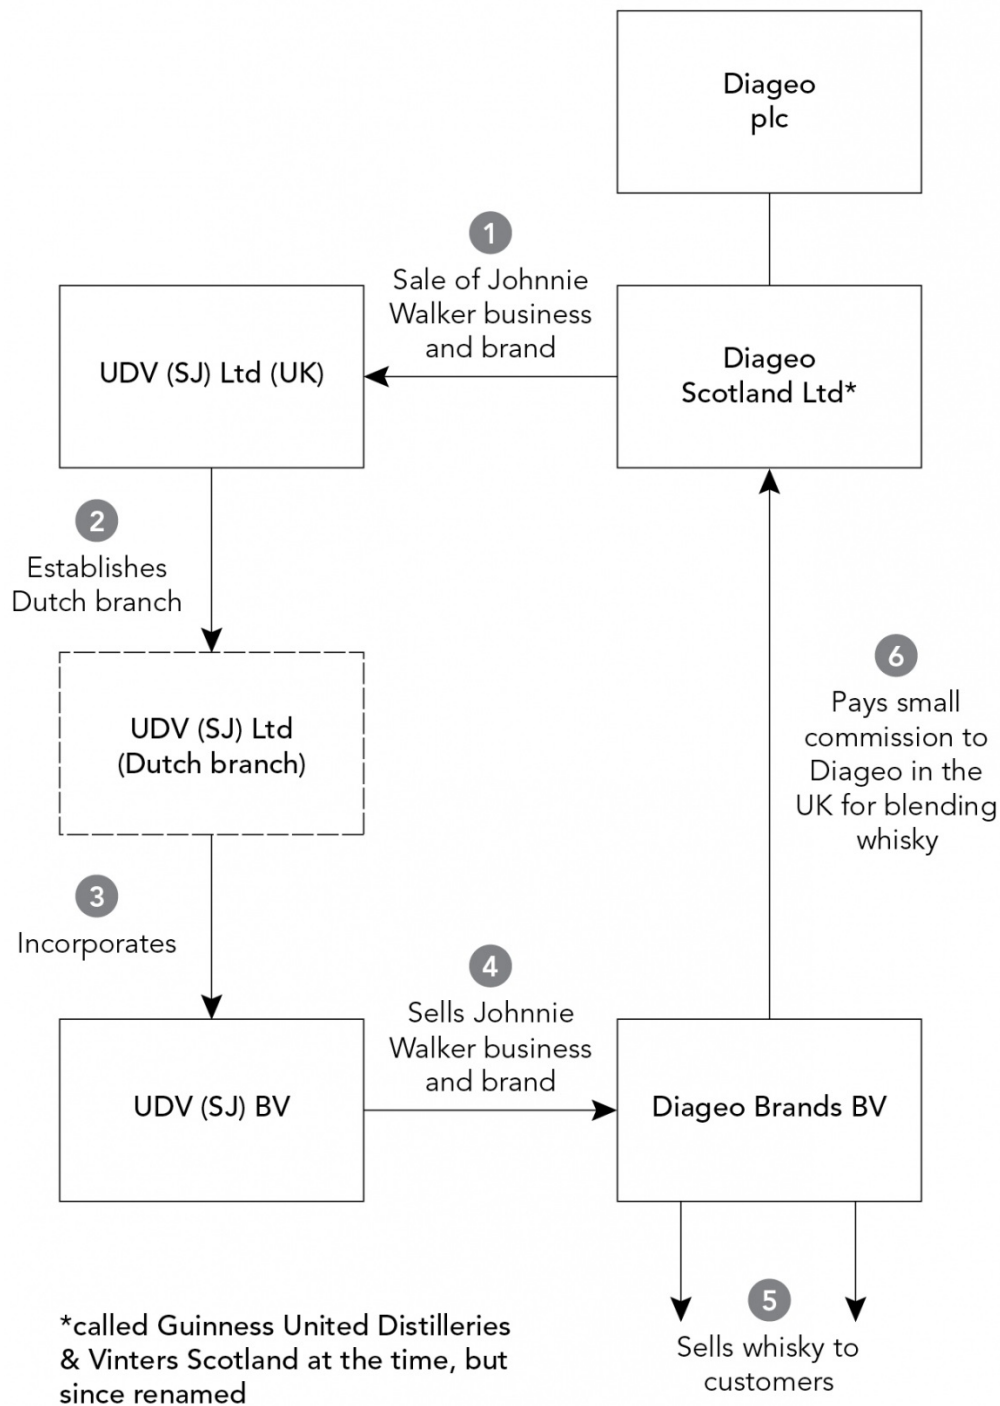 Diageo
plc
1
Sale of Johnnie
Walker business
and brand
UDV (SJ) Ltd (UK)
Diageo
Scotland Ltd*
2
Establishes
Dutch branch
UDV (SJ) Ltd
(Dutch branch)
6
Pays small
commission to
Diageo in the
UK for blending
whisky
3
Incorporates
4
Sells Johnnie
Walker business
and brand
UDV (SJ) BV
Diageo Brands BV
5
Sells whisky to
customers
*called Guinness United Distilleries
& Vinters Scotland at the time, but
since renamed